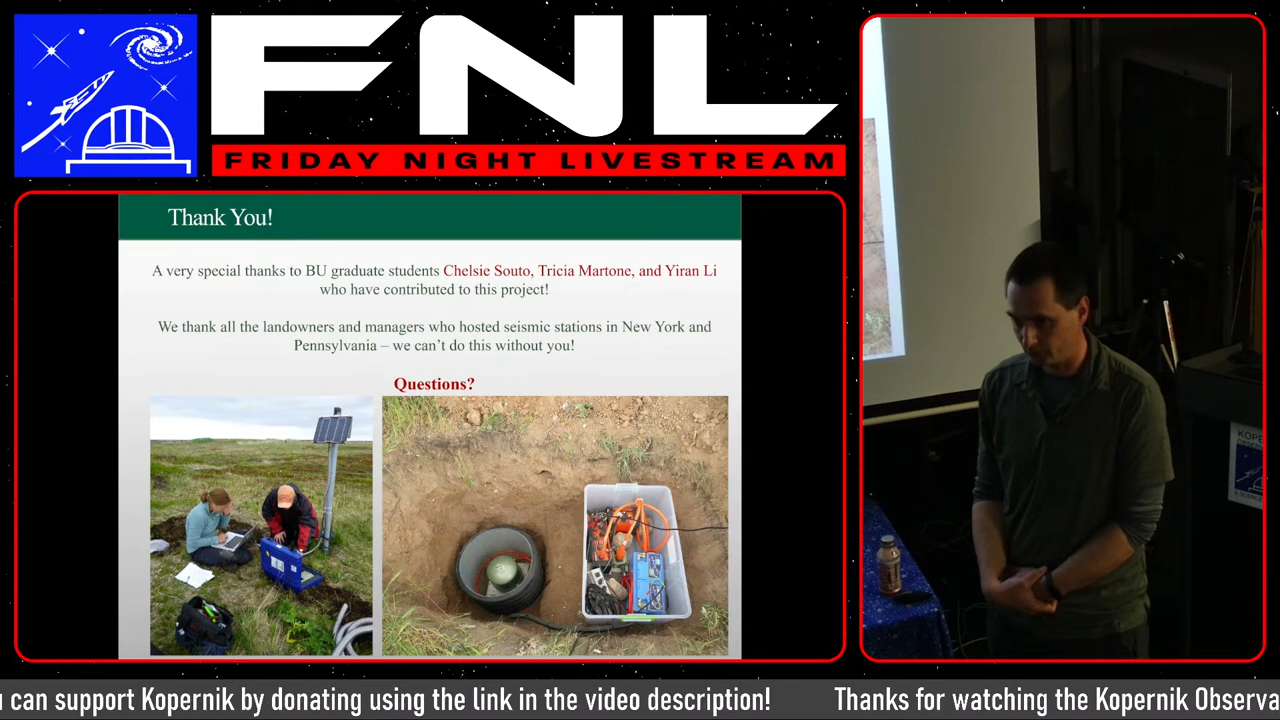 FNL
FRIDAY NIGHT LIVESTREAM
Thank You!
A very special thanks to BU graduate students Chelsie Souto, Tricia Martone, and Yiran Li
who have contributed to this project!
We thank all the landowners and managers who hosted seismic stations in New York and
Pennsylvania – we can't do this without you!
Questions?
KOPE
can support Kopernik by donating using the link in the video description! Thanks for watching the Kopernik Observa